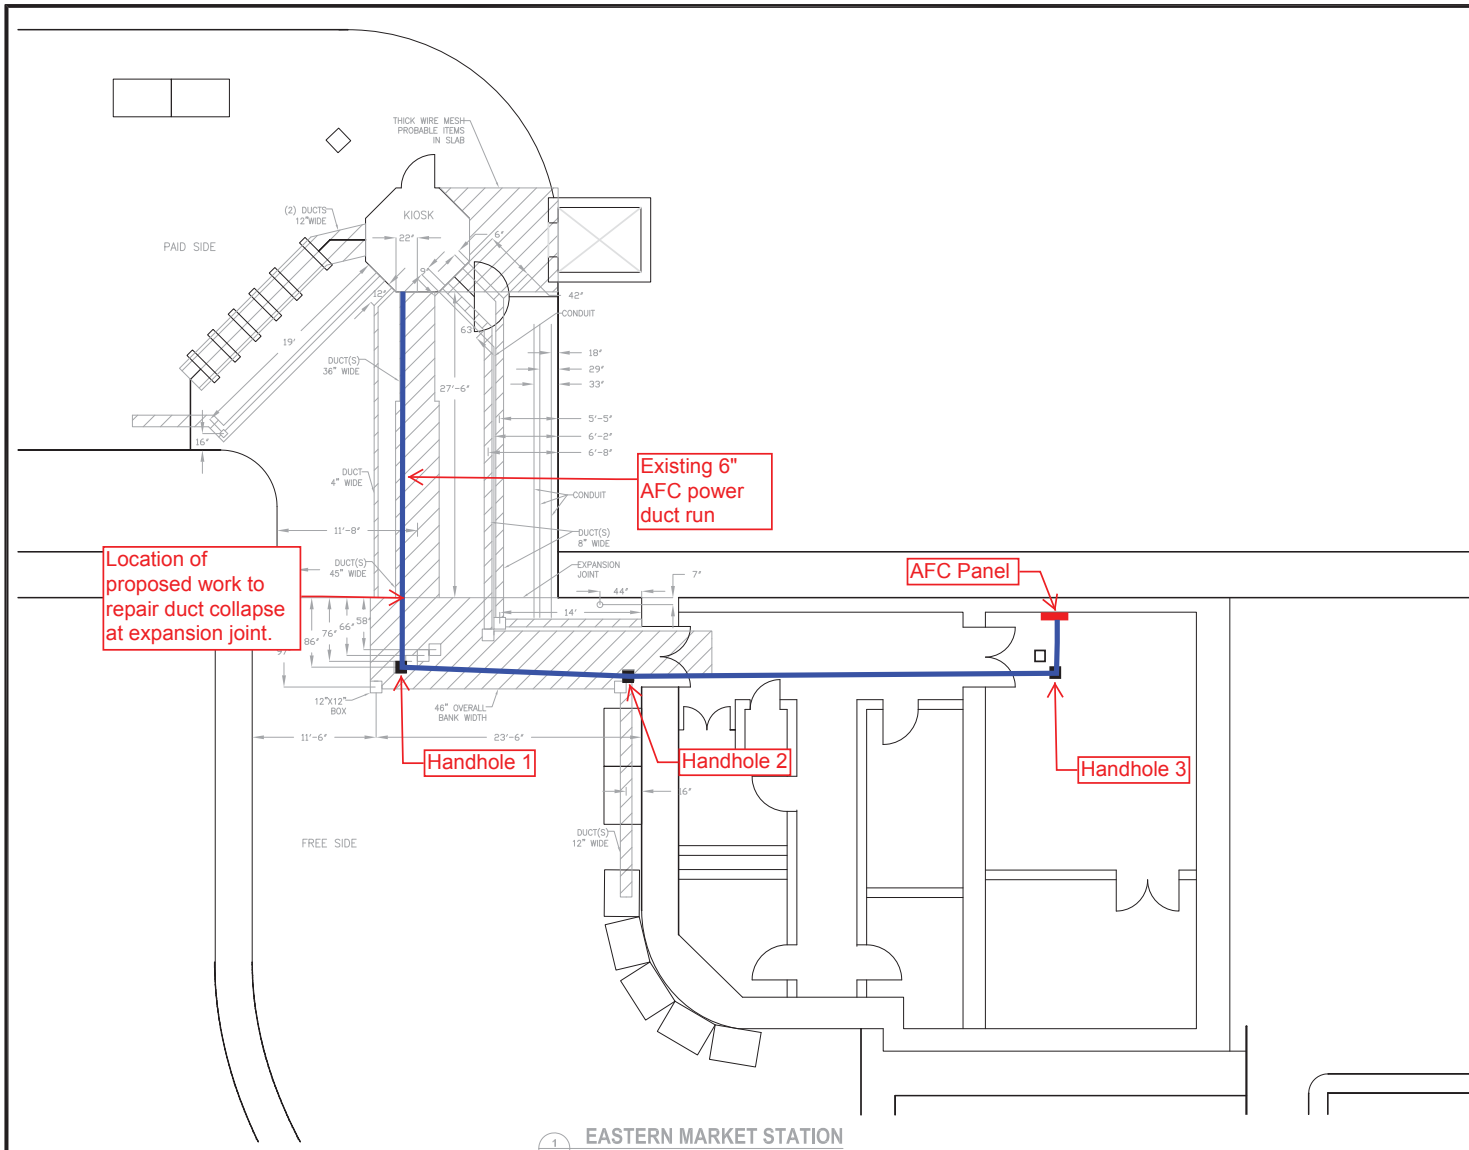 THICK WIRE MESH
PROBABLE ITEMS
IN SLAB
(2) DUCTS
12"WIDE
KIOSK
PAID SIDE
22"
6"
9"
12"
42"
CONDUIT
63"
19'
18"
29"
33"
DUCT(S)
36" WIDE
27'-6"
5'-5"
6'-2"
6'-8"
16"
Existing 6"
AFC power
duct run
DUCT
4" WIDE
CONDUIT
11'-8"
DUCT(S)
8" WIDE
Location of
proposed work to
repair duct collapse
at expansion joint.
DUCT(S)
45" WIDE
EXPANSION
JOINT
7"
AFC Panel
44"
14'
58"
66"
76"
86"
97"
12"X12"
BOX
46" OVERALL
BANK WIDTH
11'-6"
23'-6"
Handhole 1
Handhole 2
Handhole 3
16"
DUCT(S)
12" WIDE
FREE SIDE
1
EASTERN MARKET STATION